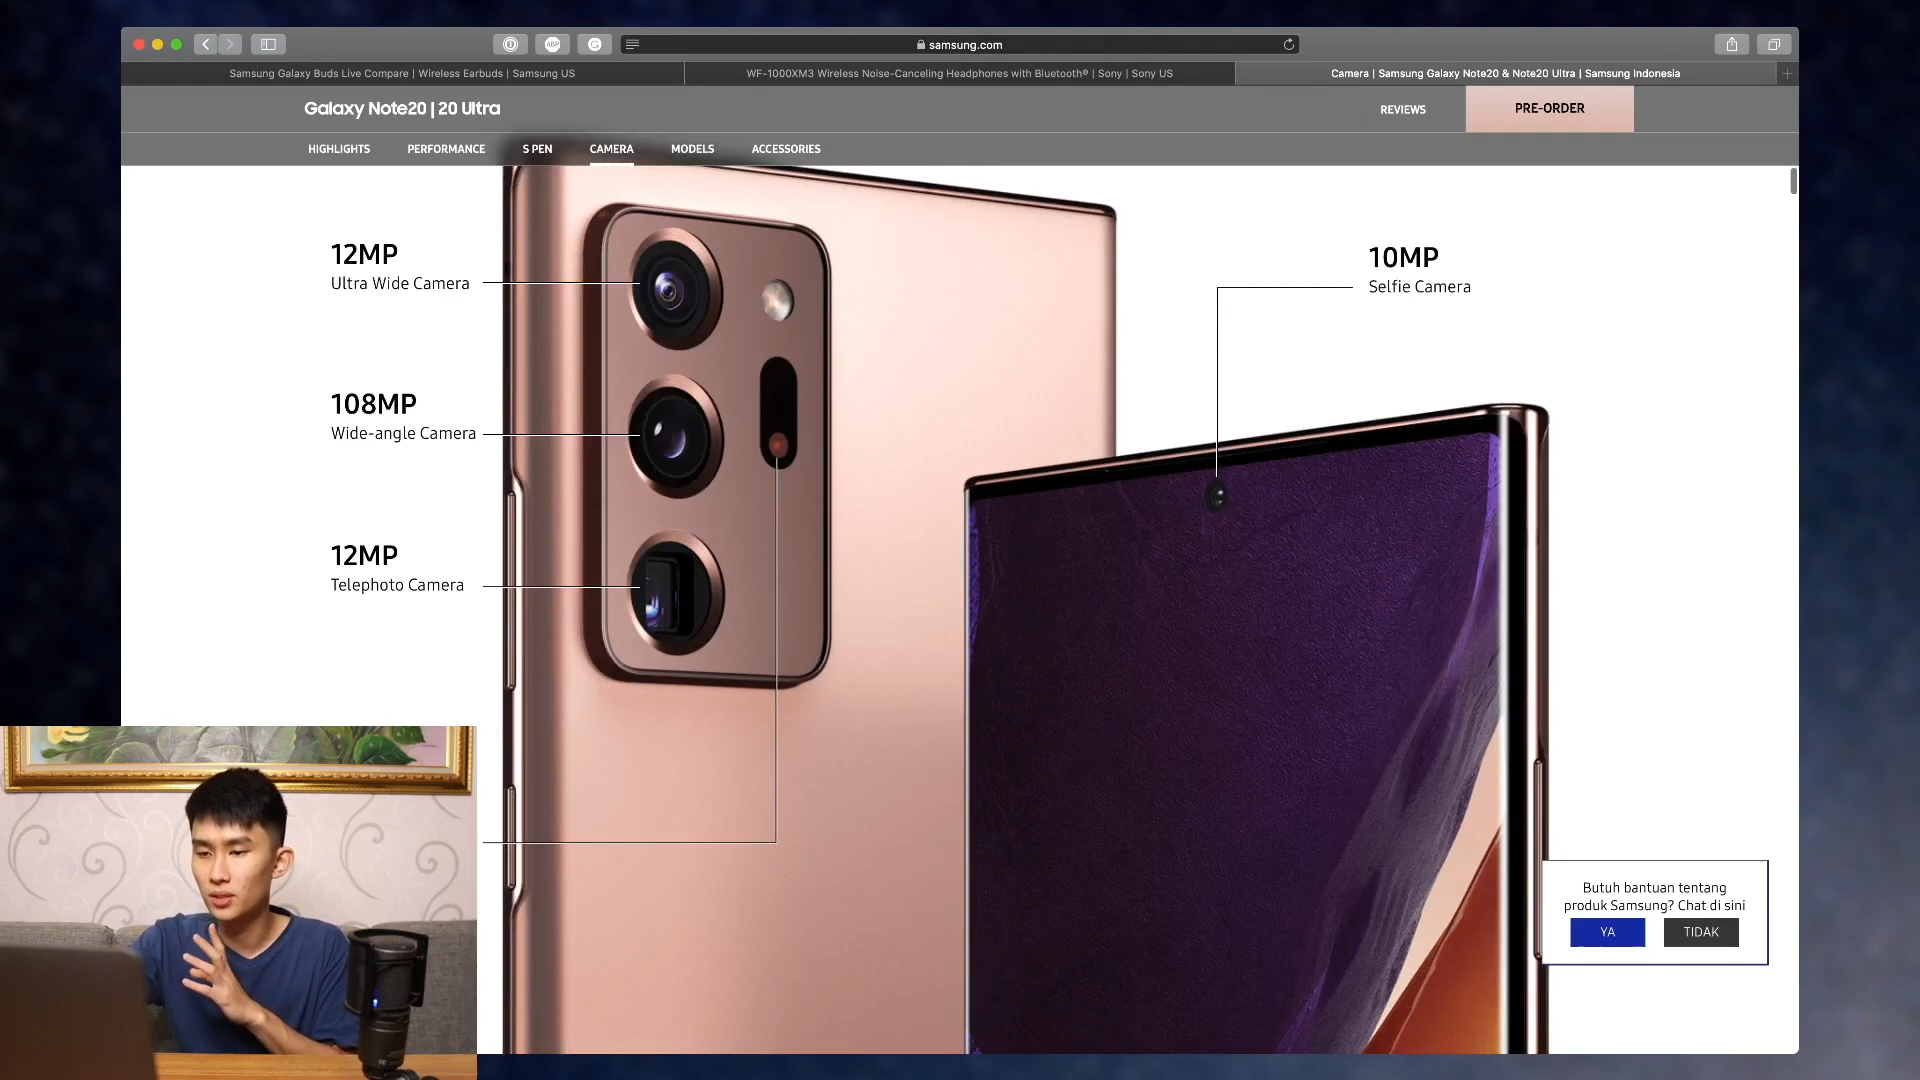 samsung.com
Samsung Galaxy Buds Live Compare | Wireless Earbuds | Samsung US
WF-1000XM3 Wireless Noise-Canceling Headphones with Bluetooth® | Sony | Sony US
Camera | Samsung Galaxy Note20 & Note20 Ultra | Samsung Indonesia
Galaxy Note20 | 20 Ultra
REVIEWS
PRE-ORDER
HIGHLIGHTS
PERFORMANCE
S PEN
CAMERA
MODELS
ACCESSORIES
12MP
Ultra Wide Camera
10MP
Selfie Camera
108MP
Wide-angle Camera
12MP
Telephoto Camera
Butuh bantuan tentang
produk Samsung? Chat di sini
YA
TIDAK
ABP